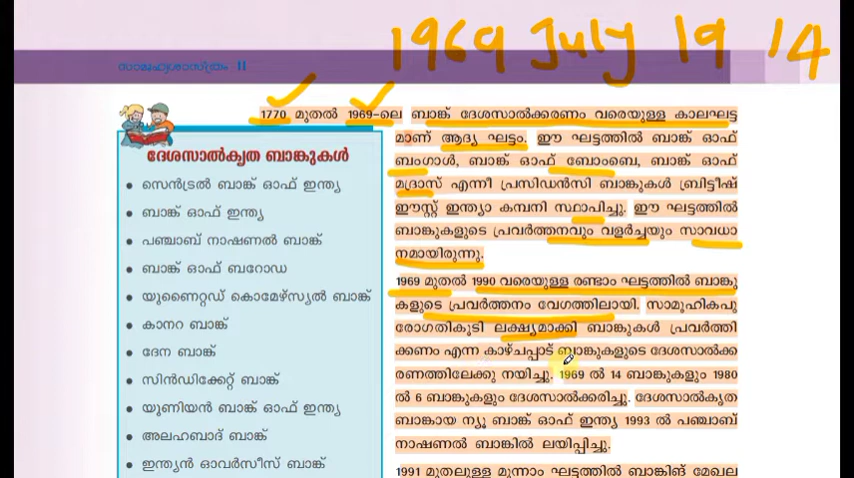 1969 July 19 14
സാമൂഹ്യശാസ്ത്രം -II
ദേശസാൽകൃത ബാങ്കുകൾ
സെൻട്രൽ ബാങ്ക് ഓഫ് ഇന്ത്യ
ബാങ്ക് ഓഫ് ഇന്ത്യ
പഞ്ചാബ് നാഷണൽ ബാങ്ക്
ബാങ്ക് ഓഫ് ബറോഡ
യുണൈറ്റഡ് കൊമേഴ്സ്യൽ ബാങ്ക്
കാനറ ബാങ്ക്
ദേന ബാങ്ക്
സിൻഡിക്കേറ്റ് ബാങ്ക്
യൂണിയൻ ബാങ്ക് ഓഫ് ഇന്ത്യ
അലഹബാദ് ബാങ്ക്
ഇന്ത്യൻ ഓവർസീസ് ബാങ്ക്
1770 മുതൽ 1969-ലെ ബാങ്ക് ദേശസാൽക്കരണം വരെയുള്ള കാലഘട്ട
മാണ് ആദ്യ ഘട്ടം. ഈ ഘട്ടത്തിൽ ബാങ്ക് ഓഫ്
ബംഗാൾ, ബാങ്ക് ഓഫ് ബോംബെ, ബാങ്ക് ഓഫ്
മദ്രാസ് എന്നീ പ്രസിഡൻസി ബാങ്കുകൾ ബ്രിട്ടീഷ്
ഈസ്റ്റ് ഇന്ത്യാ കമ്പനി സ്ഥാപിച്ചു. ഈ ഘട്ടത്തിൽ
ബാങ്കുകളുടെ പ്രവർത്തനവും വളർച്ചയും സാവധാ
നമായിരുന്നു.
1969 മുതൽ 1990 വരെയുള്ള രണ്ടാം ഘട്ടത്തിൽ ബാങ്കു
കളുടെ പ്രവർത്തനം വേഗത്തിലായി. സാമൂഹികപു
രോഗതികൂടി ലക്ഷ്യമാക്കി ബാങ്കുകൾ പ്രവർത്തി
ക്കണം എന്ന കാഴ്ചപ്പാട് ബാങ്കുകളുടെ ദേശസാൽക്ക
രണത്തിലേക്കു നയിച്ചു. 1969 ൽ 14 ബാങ്കുകളും 1980
ൽ 6 ബാങ്കുകളും ദേശസാൽക്കരിച്ചു. ദേശസാൽകൃത
ബാങ്കായ ന്യൂ ബാങ്ക് ഓഫ് ഇന്ത്യ 1993 ൽ പഞ്ചാബ്
നാഷണൽ ബാങ്കിൽ ലയിപ്പിച്ചു.
1991 മുതലുള്ള മൂന്നാം ഘട്ടത്തിൽ ബാങ്കിങ് മേഖല